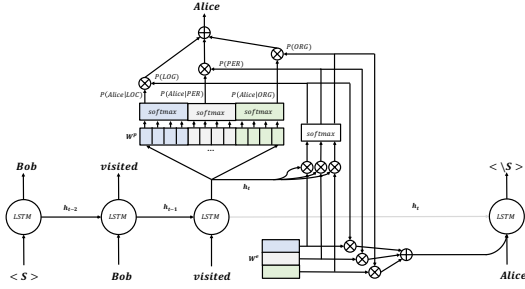 Alice
P(ORG)
P(PER)
P(LOG)
P(Alice|LOC) P(Alice|PER) P(Alice|ORG)
softmax softmax softmax
softmax
W^p
...
Bob visited <\S>
h_t
LSTM h_{t-2} LSTM h_{t-1} LSTM h_t LSTM
W^e
<S> Bob visited Alice